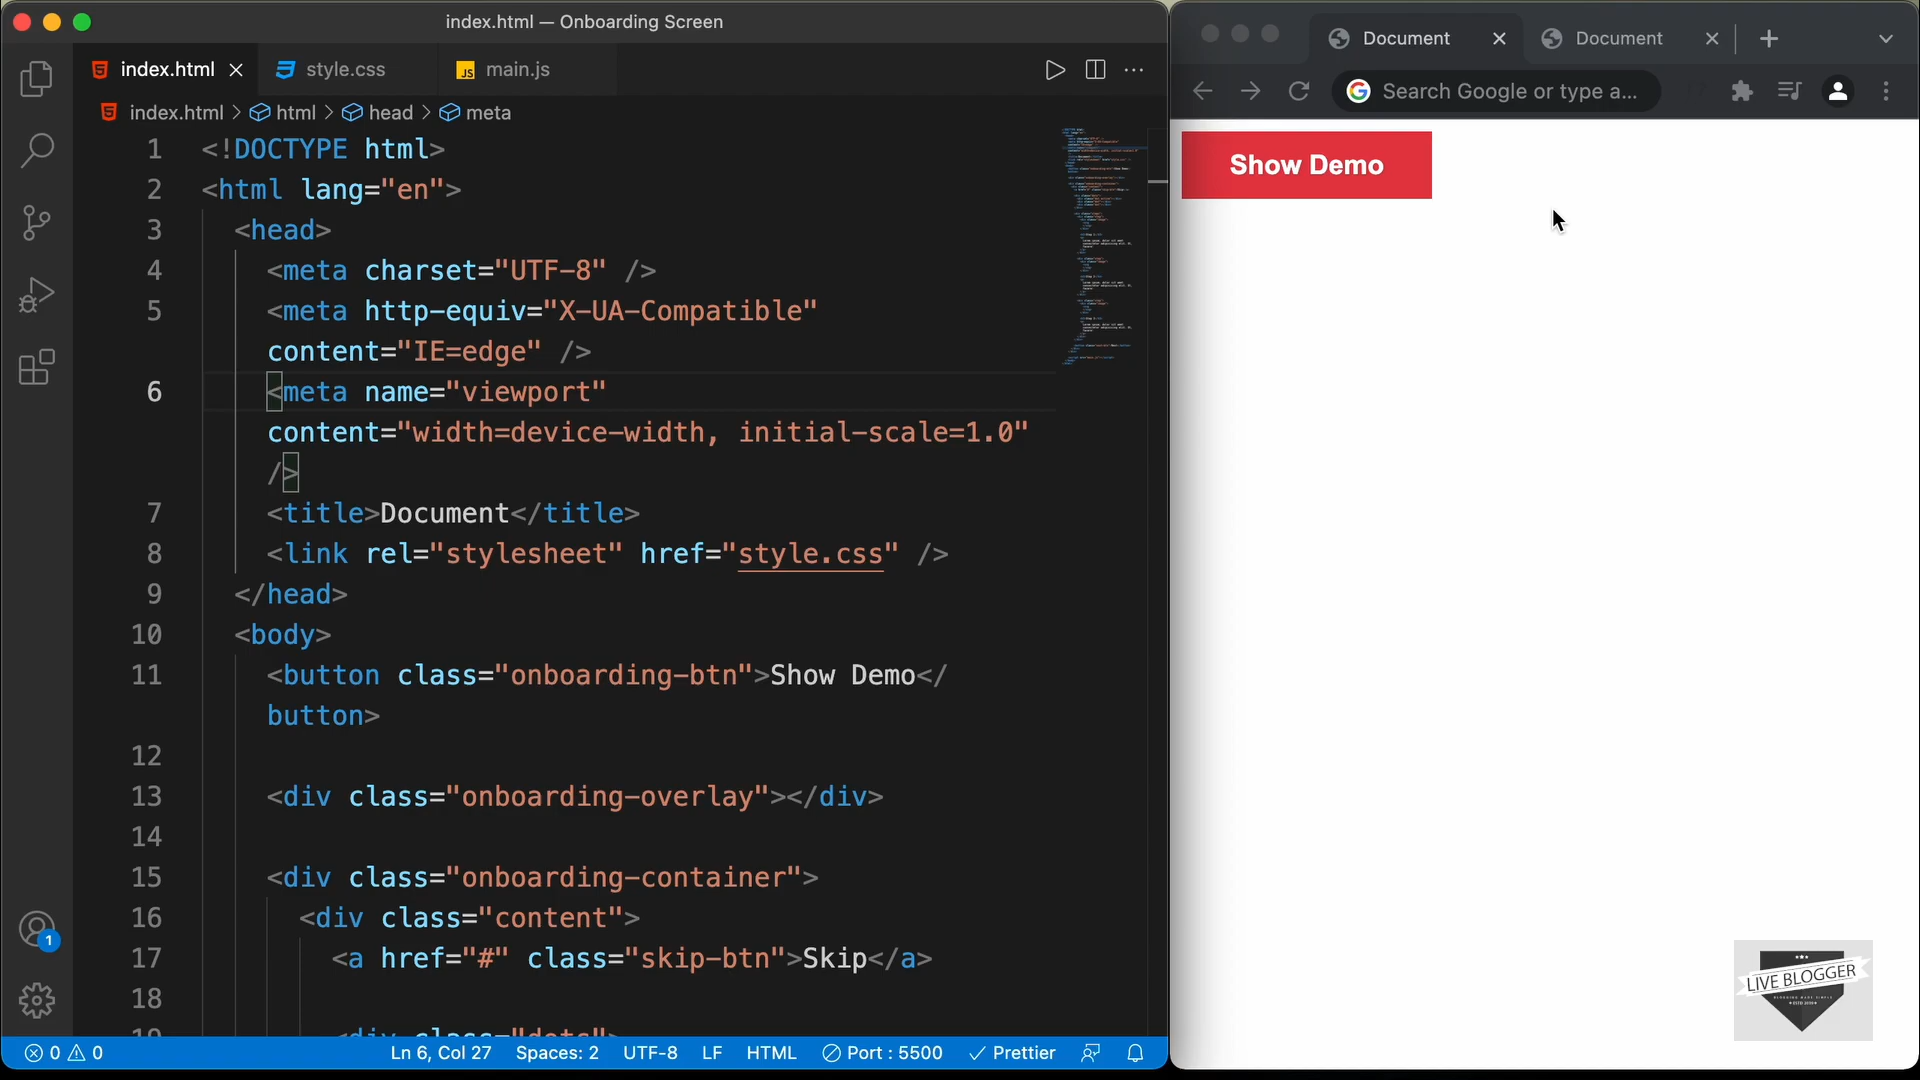 index.html — Onboarding Screen
index.html
style.css
JS main.js
index.html > html > head > meta
1 <!DOCTYPE html>
2 <html lang="en">
3 <head>
4 <meta charset="UTF-8" />
5 <meta http-equiv="X-UA-Compatible"
content="IE=edge" />
6 <meta name="viewport"
content="width=device-width, initial-scale=1.0"
/>
7 <title>Document</title>
8 <link rel="stylesheet" href="style.css" />
9 </head>
10 <body>
11 <button class="onboarding-btn">Show Demo</
button>
12
13 <div class="onboarding-overlay"></div>
14
15 <div class="onboarding-container">
16 <div class="content">
17 <a href="#" class="skip-btn">Skip</a>
18
19 <div class="dots">
1
0 0
Ln 6, Col 27
Spaces: 2
UTF-8
LF
HTML
Port : 5500
Prettier
Document
Document
Search Google or type a...
Show Demo
LIVE BLOGGER